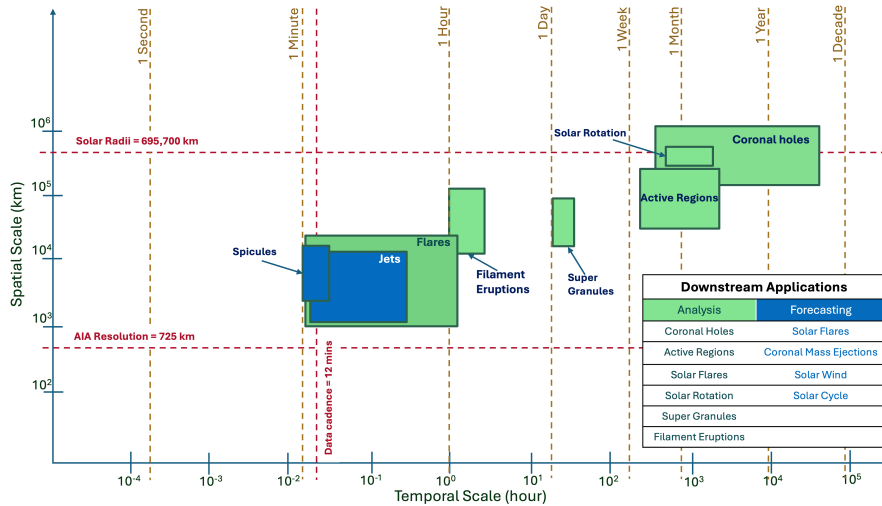 1 Second
1 Minute
1 Hour
1 Day
1 Week
1 Month
1 Year
1 Decade
Spatial Scale (km)
10^6
10^5
10^4
10^3
10^2
Solar Radii = 695,700 km
AIA Resolution = 725 km
Data cadence = 12 mins
Solar Rotation
Coronal holes
Active Regions
Flares
Spicules
Jets
Filament
Eruptions
Super
Granules
Downstream Applications
Analysis Forecasting
Coronal Holes Solar Flares
Active Regions Coronal Mass Ejections
Solar Flares Solar Wind
Solar Rotation Solar Cycle
Super Granules
Filament Eruptions
10^-4
10^-3
10^-2
10^-1
10^0
10^1
10^2
10^3
10^4
10^5
Temporal Scale (hour)